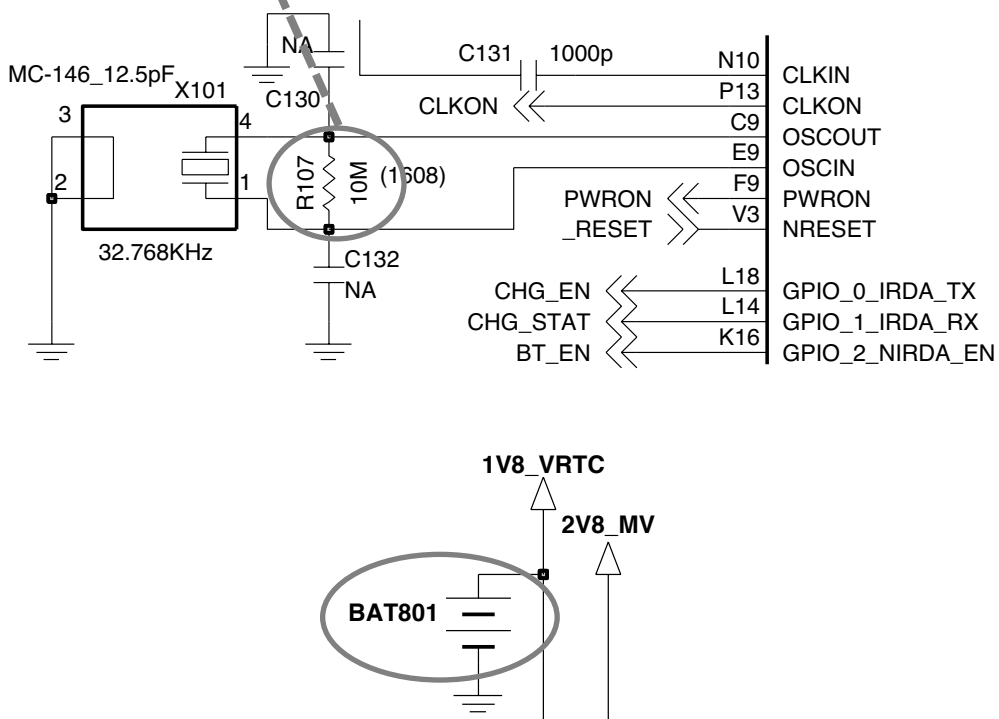 NA
C131 1000p
N10
CLKIN
MC-146_12.5pF
X101
C130
CLKON
P13
CLKON
3
4
C9
OSCOUT
R107
10M
(1608)
E9
OSCIN
2
1
PWRON
F9
PWRON
_RESET
V3
NRESET
32.768KHz
C132
NA
CHG_EN
L18
GPIO_0_IRDA_TX
CHG_STAT
L14
GPIO_1_IRDA_RX
BT_EN
K16
GPIO_2_NIRDA_EN
1V8_VRTC
2V8_MV
BAT801